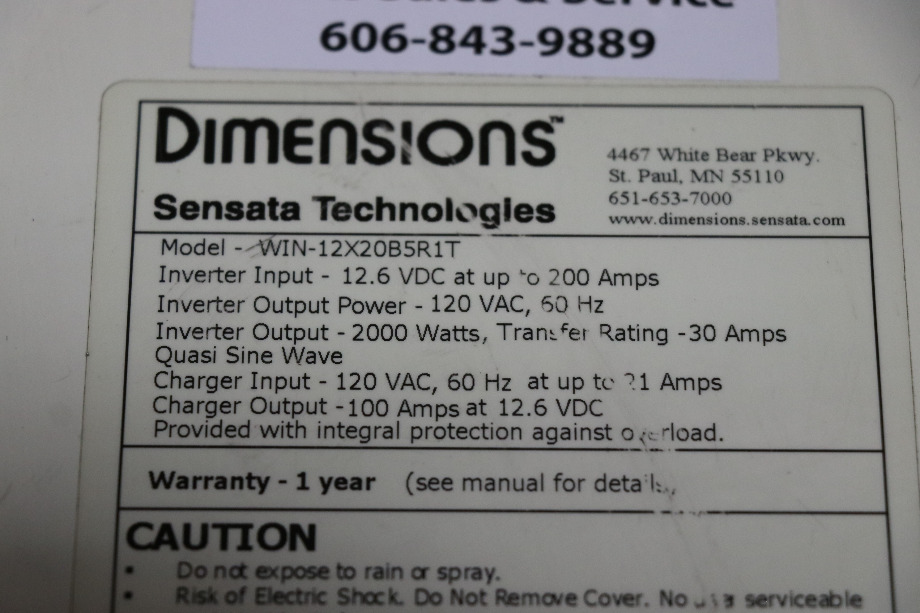 Sales & Service
606-843-9889
DIMENSIONS™
Sensata Technologies
4467 White Bear Pkwy.
St. Paul, MN 55110
651-653-7000
www.dimensions.sensata.com
Model - WIN-12X20B5R1T
Inverter Input - 12.6 VDC at up to 200 Amps
Inverter Output Power - 120 VAC, 60 Hz
Inverter Output - 2000 Watts, Transfer Rating -30 Amps
Quasi Sine Wave
Charger Input - 120 VAC, 60 Hz at up to 21 Amps
Charger Output -100 Amps at 12.6 VDC
Provided with integral protection against overload.
Warranty - 1 year (see manual for details
CAUTION
• Do not expose to rain or spray.
• Risk of Electric Shock. Do Not Remove Cover. No serviceable